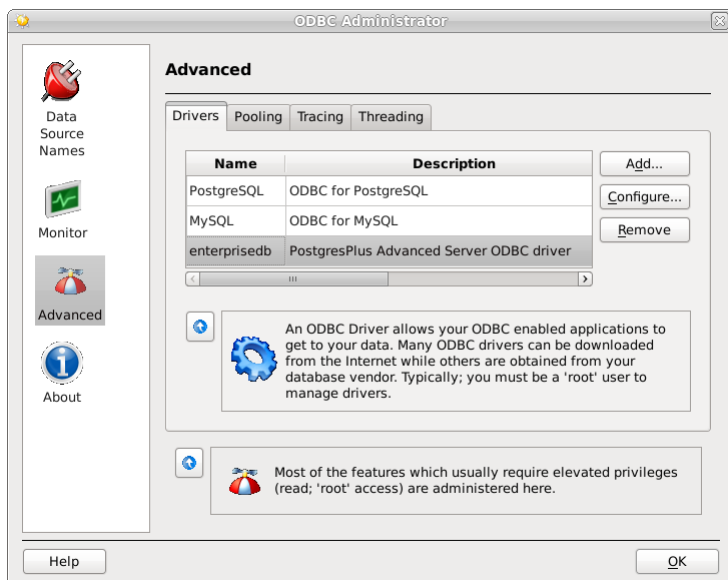 ODBC Administrator
Data
Source
Names
Monitor
Advanced
About
Advanced
Drivers Pooling Tracing Threading
Name Description
PostgreSQL ODBC for PostgreSQL
MySQL ODBC for MySQL
enterprisedb PostgresPlus Advanced Server ODBC driver
Add...
Configure...
Remove
An ODBC Driver allows your ODBC enabled applications to
get to your data. Many ODBC drivers can be downloaded
from the Internet while others are obtained from your
database vendor. Typically; you must be a 'root' user to
manage drivers.
Most of the features which usually require elevated privileges
(read; 'root' access) are administered here.
Help
OK